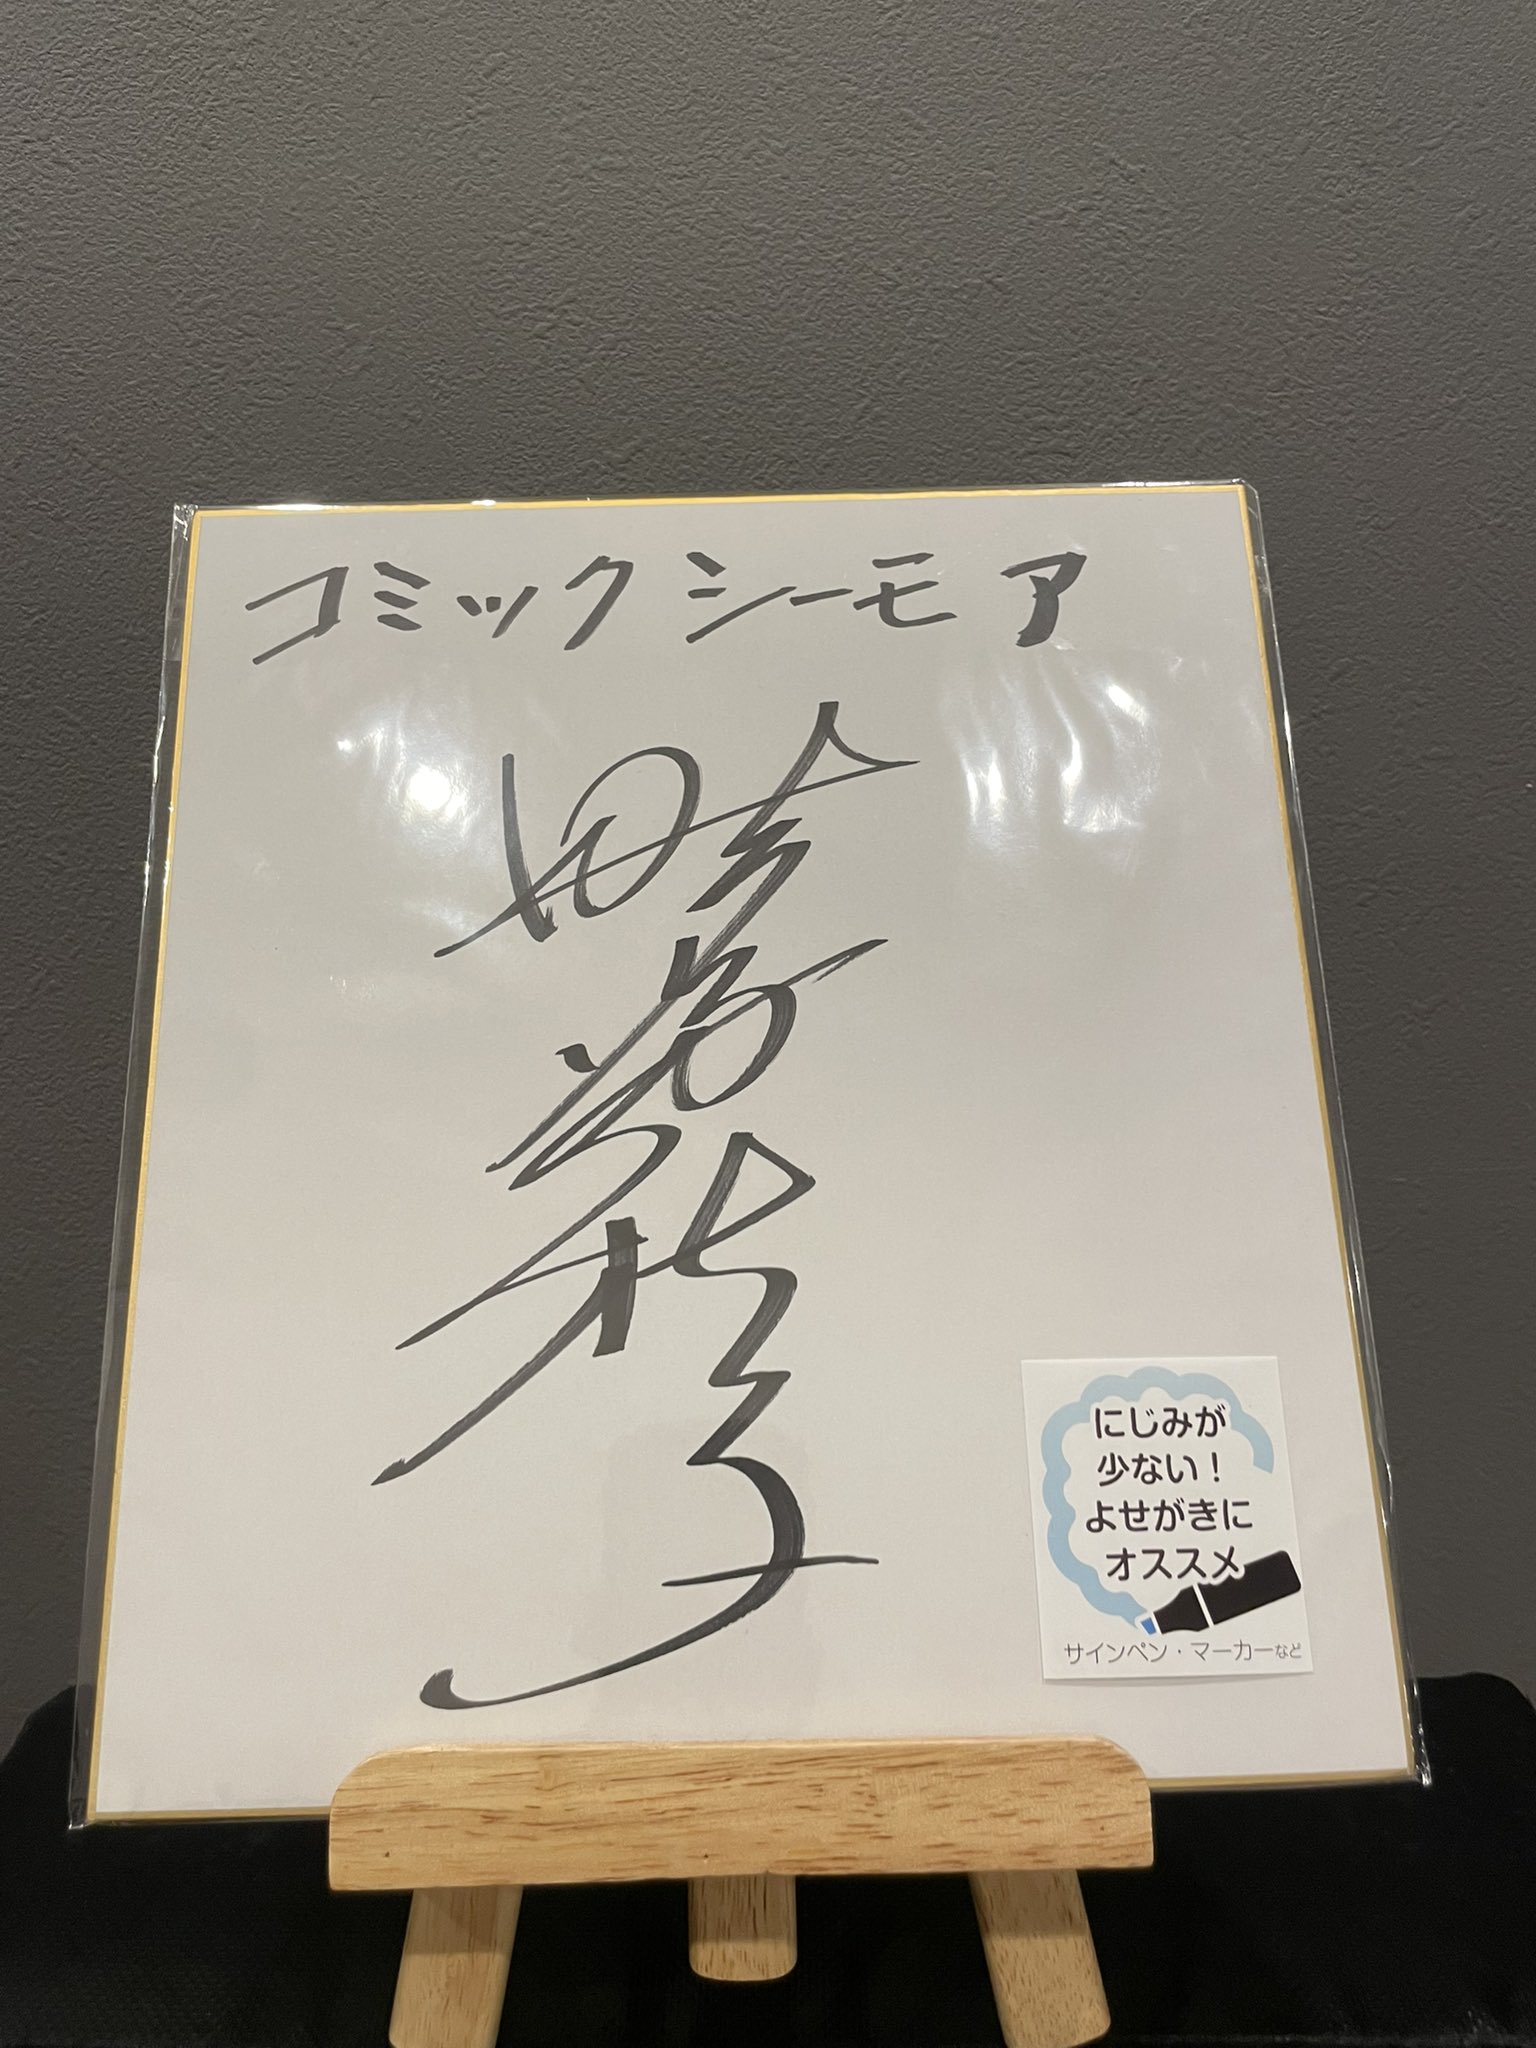 コミックシーモア
にじみが
少ない！
よせがきに
オススメ
サインペン・マーカーなど